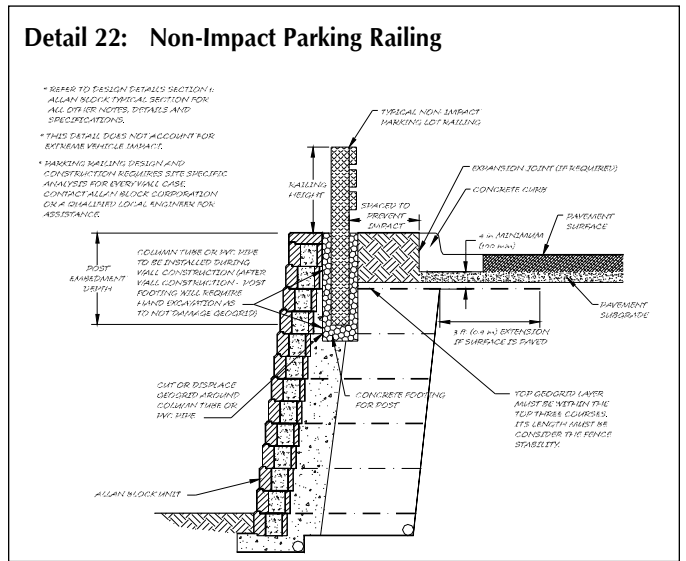 Detail 22: Non-Impact Parking Railing
* REFER TO DESIGN DETAILS SECTION &
ALLAN BLOCK TYPICAL SECTION FOR
ALL OTHER NOTES, DETAILS AND
SPECIFICATIONS.
* THIS DETAIL DOES NOT ACCOUNT FOR
EXTREME VEHICLE IMPACT.
* PARKING RAILING DESIGN AND
CONSTRUCTION REQUIRES SITE SPECIFIC
ANALYSIS FOR EVERY WALL CASE.
CONTACT ALLAN BLOCK CORPORATION
OR A QUALIFIED LOCAL ENGINEER FOR
ASSISTANCE.
TYPICAL NON-IMPACT
PARKING LOT RAILING
RAILING
HEIGHT
SPACED TO
PREVENT
IMPACT
EXPANSION JOINT (IF REQUIRED)
CONCRETE CURB
4 in MINIMUM
(100 mm)
PAVEMENT
SURFACE
POST
EMBEDMENT
DEPTH
COLUMN TUBE OR PVC PIPE
TO BE INSTALLED DURING
WALL CONSTRUCTION (AFTER
WALL CONSTRUCTION - POST
FOOTING WILL REQUIRE
HAND EXCAVATION AS
TO NOT DAMAGE GEOGRID)
PAVEMENT
SUBGRADE
3 ft. (0.9 m) EXTENSION
IF SURFACE IS PAVED
CUT OR DISPLACE
GEOGRID AROUND
COLUMN TUBE OR
PVC PIPE
CONCRETE FOOTING
FOR POST
TOP GEOGRID LAYER
MUST BE WITHIN THE
TOP THREE COURSES.
ITS LENGTH MUST BE
CONSIDER THE FENCE
STABILITY.
ALLAN BLOCK UNIT